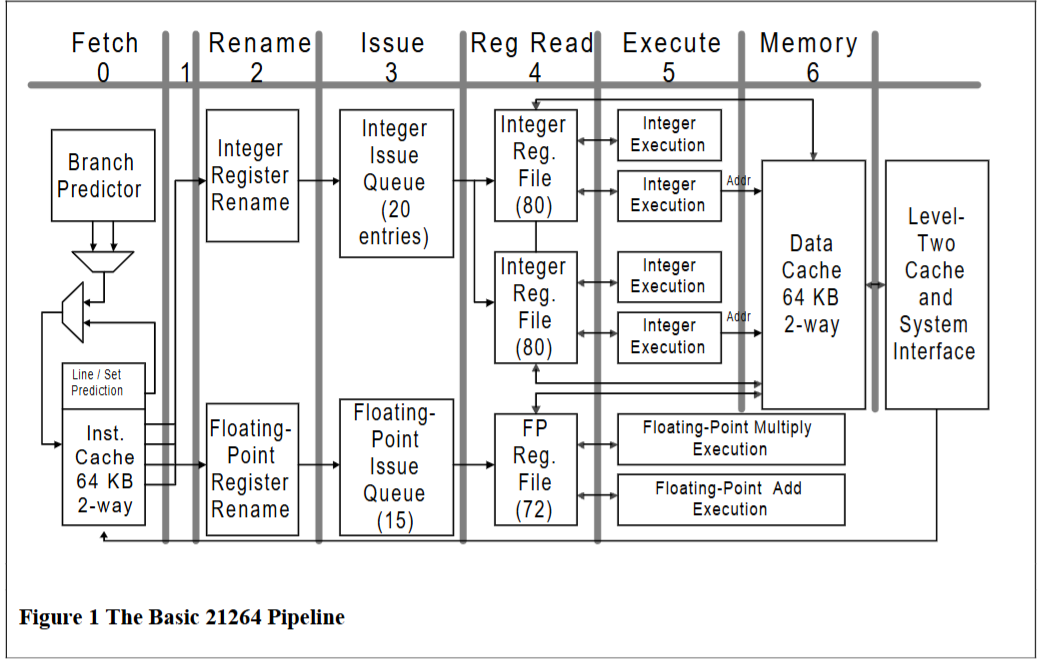 Fetch
0
1
Rename
2
Issue
3
Reg Read
4
Execute
5
Memory
6
Branch
Predictor
Line / Set
Prediction
Inst.
Cache
64 KB
2-way
Integer
Register
Rename
Floating-
Point
Register
Rename
Integer
Issue
Queue
(20
entries)
Floating-
Point
Issue
Queue
(15)
Integer
Reg.
File
(80)
Integer
Reg.
File
(80)
FP
Reg.
File
(72)
Integer
Execution
Integer
Execution
Addr
Integer
Execution
Integer
Execution
Addr
Floating-Point Multiply
Execution
Floating-Point Add
Execution
Data
Cache
64 KB
2-way
Level-
Two
Cache
and
System
Interface
Figure 1 The Basic 21264 Pipeline